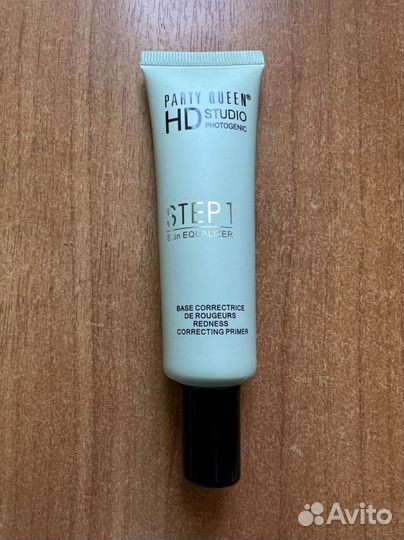 PARTY QUEEN®
HD STUDIO
PHOTOGENIC
STEP 1
Skin EQUALIZER
BASE CORRECTRICE
DE ROUGEURS
REDNESS
CORRECTING PRIMER
Avito